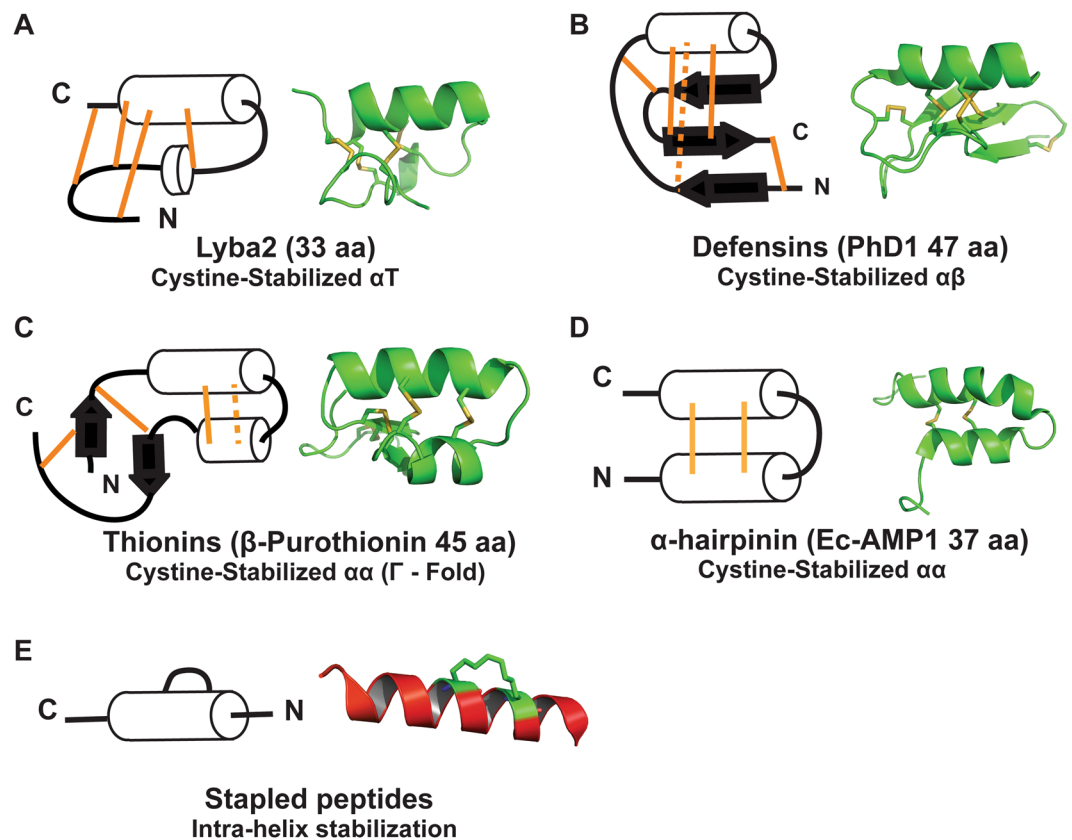 A
C
N
Lyba2 (33 aa)
Cystine-Stabilized αT
B
C
N
Defensins (PhD1 47 aa)
Cystine-Stabilized αβ
C
C
N
Thionins (β-Purothionin 45 aa)
Cystine-Stabilized αα (Γ - Fold)
D
C
N
α-hairpinin (Ec-AMP1 37 aa)
Cystine-Stabilized αα
E
C
N
Stapled peptides
Intra-helix stabilization